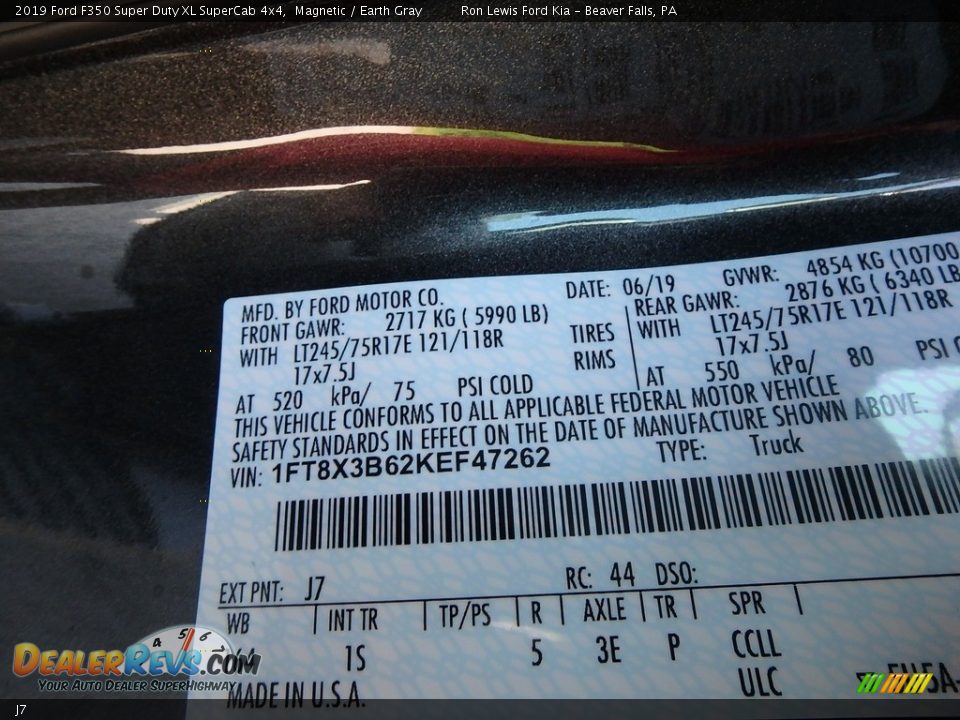 2019 Ford F350 Super Duty XL SuperCab 4x4, Magnetic / Earth Gray Ron Lewis Ford Kia - Beaver Falls, PA
MFD. BY FORD MOTOR CO. DATE: 06/19 GVWR: 4854 KG (10700
FRONT GAWR: 2717 KG ( 5990 LB) REAR GAWR: 2876 KG ( 6340 LB
WITH LT245/75R17E 121/118R TIRES WITH LT245/75R17E 121/118R
17x7.5J RIMS 17x7.5J
AT 520 kPa/ 75 PSI COLD AT 550 kPa/ 80 PSI
THIS VEHICLE CONFORMS TO ALL APPLICABLE FEDERAL MOTOR VEHICLE
SAFETY STANDARDS IN EFFECT ON THE DATE OF MANUFACTURE SHOWN ABOVE.
VIN: 1FT8X3B62KEF47262 TYPE: Truck
EXT PNT: J7 RC: 44 DSO:
WB INT TR TP/PS R AXLE TR SPR
1S 5 3E P CCLL
ULC
MADE IN U.S.A.
4 5 6
DEALERREVS.COM
YOUR AUTO DEALER SUPERHIGHWAY
J7